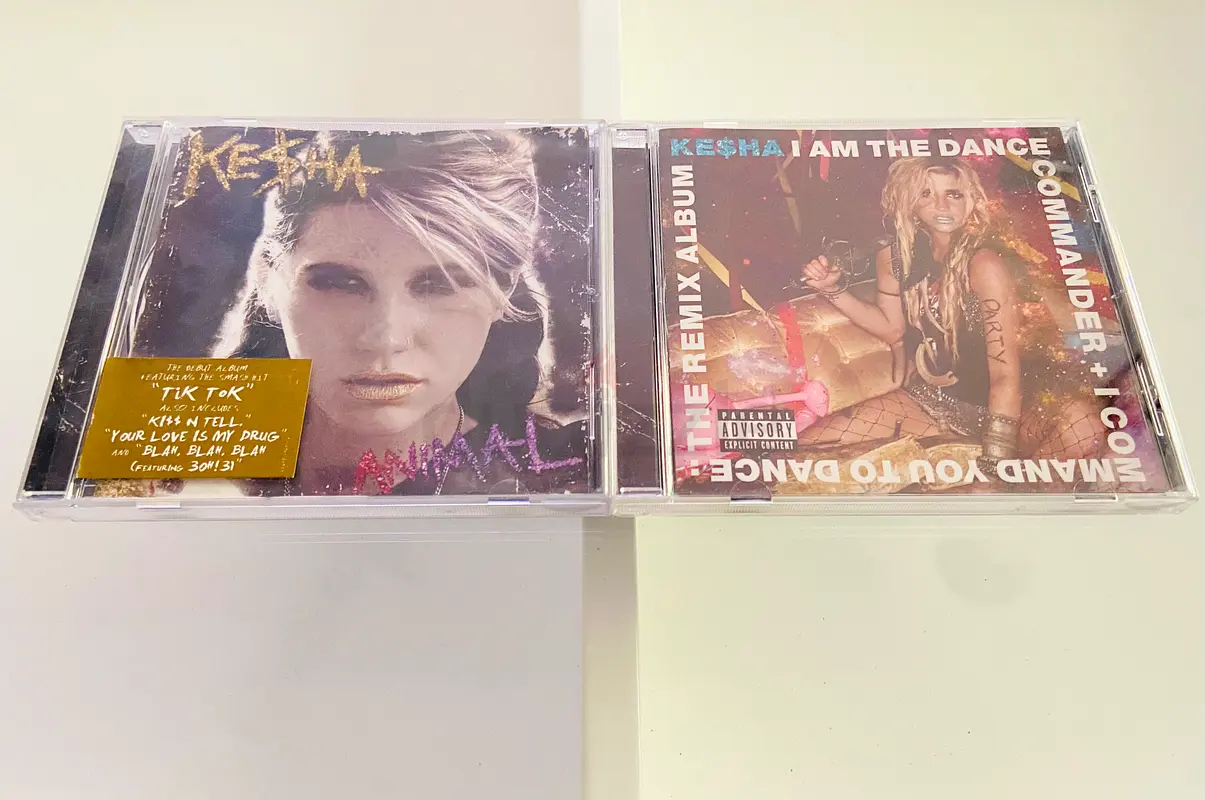 KE$HA
THE DEBUT ALBUM
FEATURING THE SMASH HIT
"TiK ToK"
ALSO INCLUDES
"KI$$ N TELL,"
"YOUR LOVE IS MY DRUG"
AND "BLAH, BLAH, BLAH
(FEATURING 3OH!3)"
ANIMAL
KE$HA I AM THE DANCE
COMMANDER + I COM
MAND YOU TO DANCE
: THE REMIX ALBUM
PARTY
PARENTAL
ADVISORY
EXPLICIT CONTENT